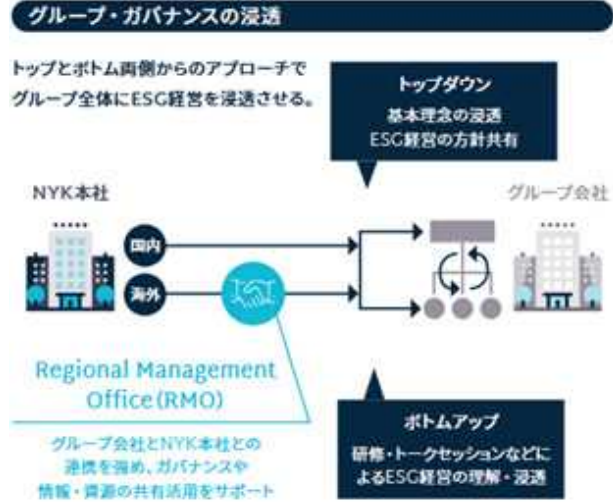 グループ・ガバナンスの浸透
トップとボトム両側からのアプローチで
グループ全体にESG経営を浸透させる。
トップダウン
基本理念の浸透
ESG経営の方針共有
NYK本社
グループ会社
国内
海外
Regional Management
Office(RMO)
グループ会社とNYK本社との
連携を強め、ガバナンスや
情報・資源の共有活用をサポート
ボトムアップ
研修・トークセッションなどに
よるESG経営の理解・浸透